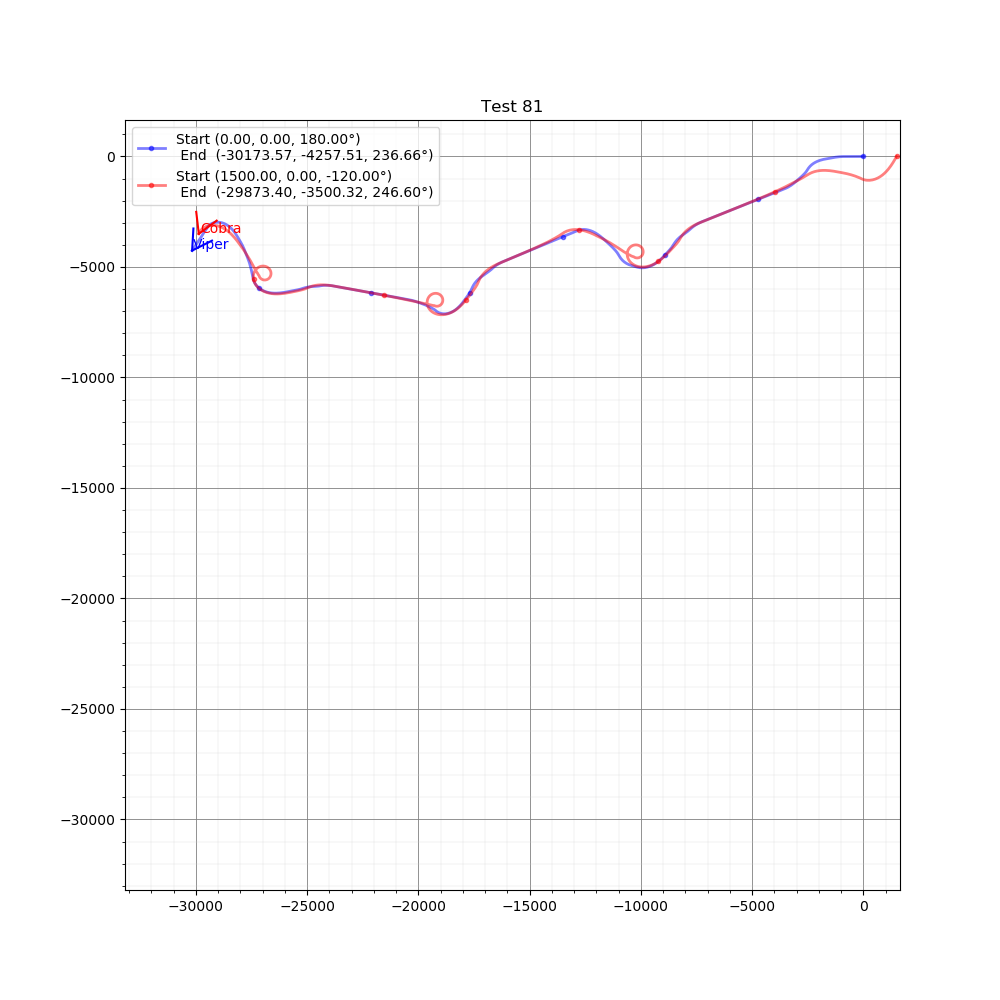 Test 81
Start (0.00, 0.00, 180.00°)
End (-30173.57, -4257.51, 236.66°)
Start (1500.00, 0.00, -120.00°)
End (-29873.40, -3500.32, 246.60°)
Cobra
Viper
0
−5000
−10000
−15000
−20000
−25000
−30000
−30000 −25000 −20000 −15000 −10000 −5000 0